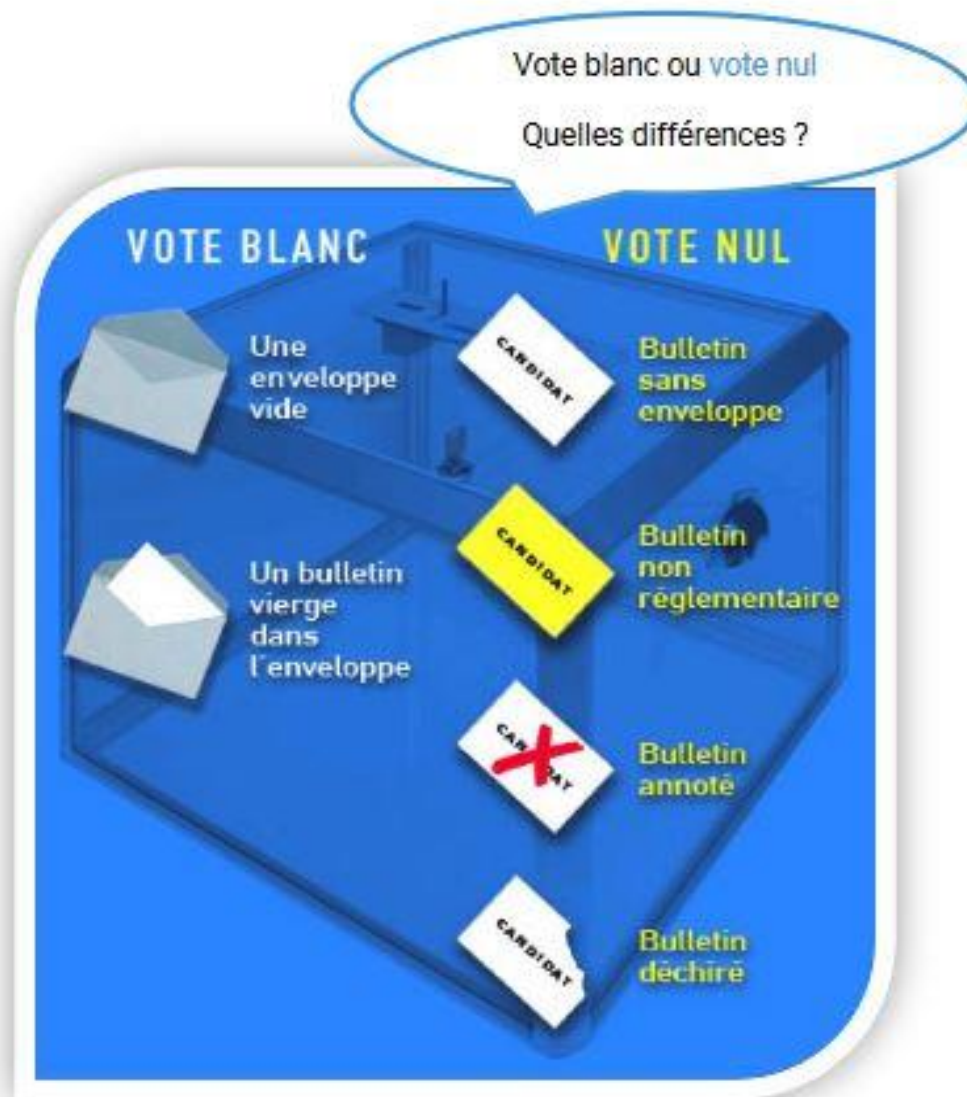 Vote blanc ou vote nul
Quelles différences ?
VOTE BLANC
Une
enveloppe
vide
Un bulletin
vierge
dans
l'enveloppe
VOTE NUL
CANDIDAT
Bulletin
sans
enveloppe
CANDIDAT
Bulletin
non
réglementaire
CANDIDAT
Bulletin
annoté
CANDIDAT
Bulletin
déchiré